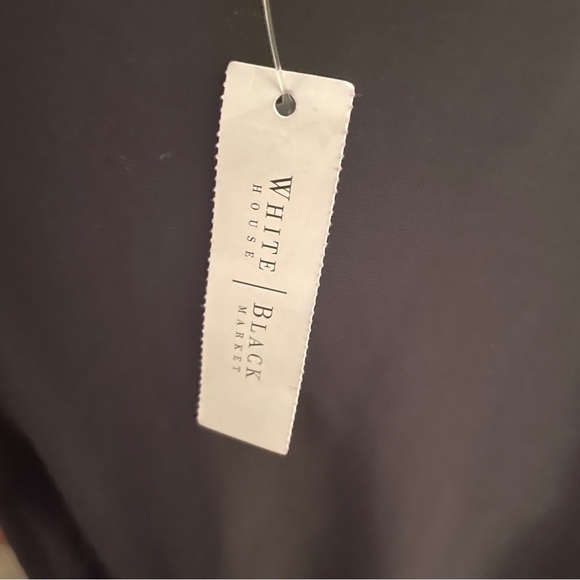 WHITE | BLACK
HOUSE MARKET